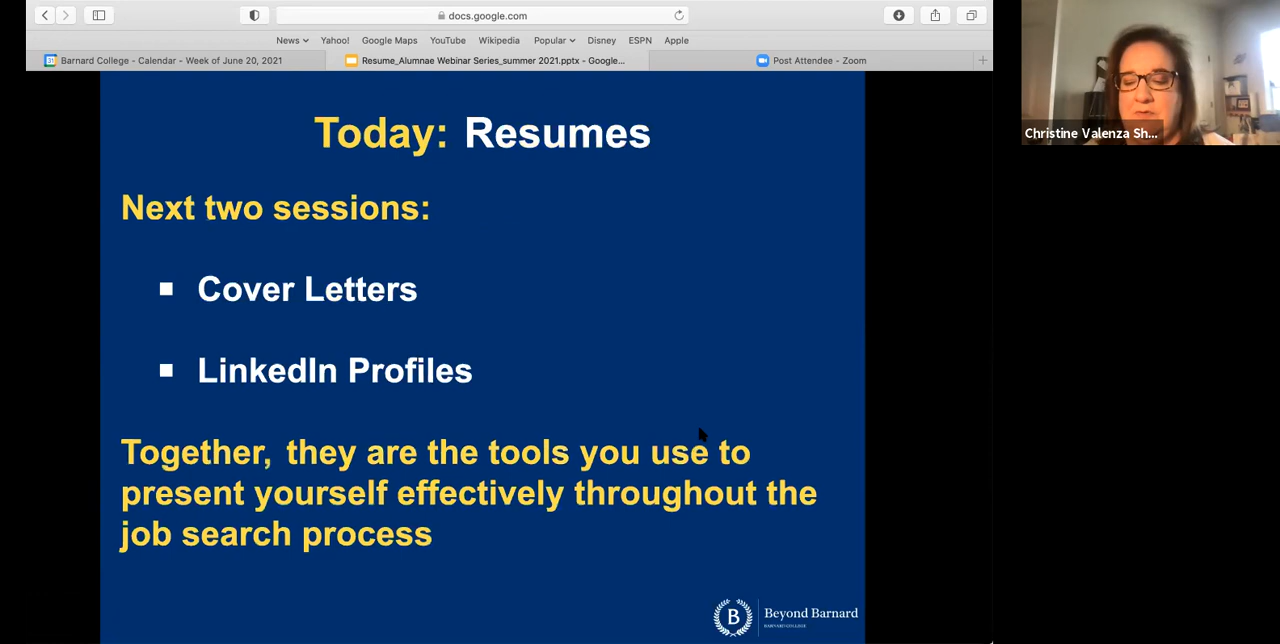 docs.google.com
News
Yahoo!
Google Maps
YouTube
Wikipedia
Popular
Disney
ESPN
Apple
Barnard College - Calendar - Week of June 20, 2021
Resume_Alumnae Webinar Series_summer 2021.pptx - Google...
Post Attendee - Zoom
Christine Valenza Sh...
Today: Resumes
Next two sessions:
Cover Letters
LinkedIn Profiles
Together, they are the tools you use to
present yourself effectively throughout the
job search process
B
Beyond Barnard
BARNARD COLLEGE